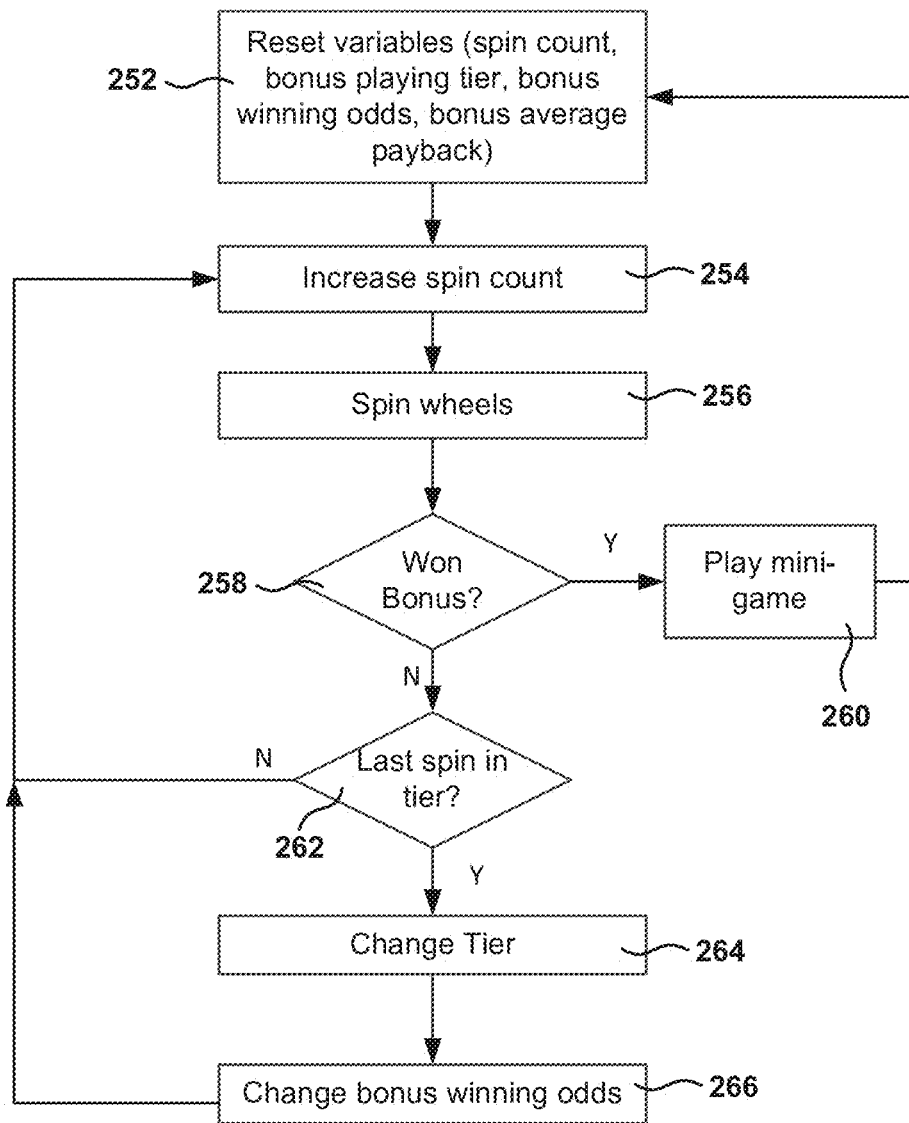 Reset variables (spin count,
bonus playing tier, bonus
winning odds, bonus average
payback)
252
Increase spin count
254
Spin wheels
256
Won
Bonus?
258
Y
Play mini-
game
260
N
Last spin in
tier?
262
N
Y
Change Tier
264
Change bonus winning odds
266